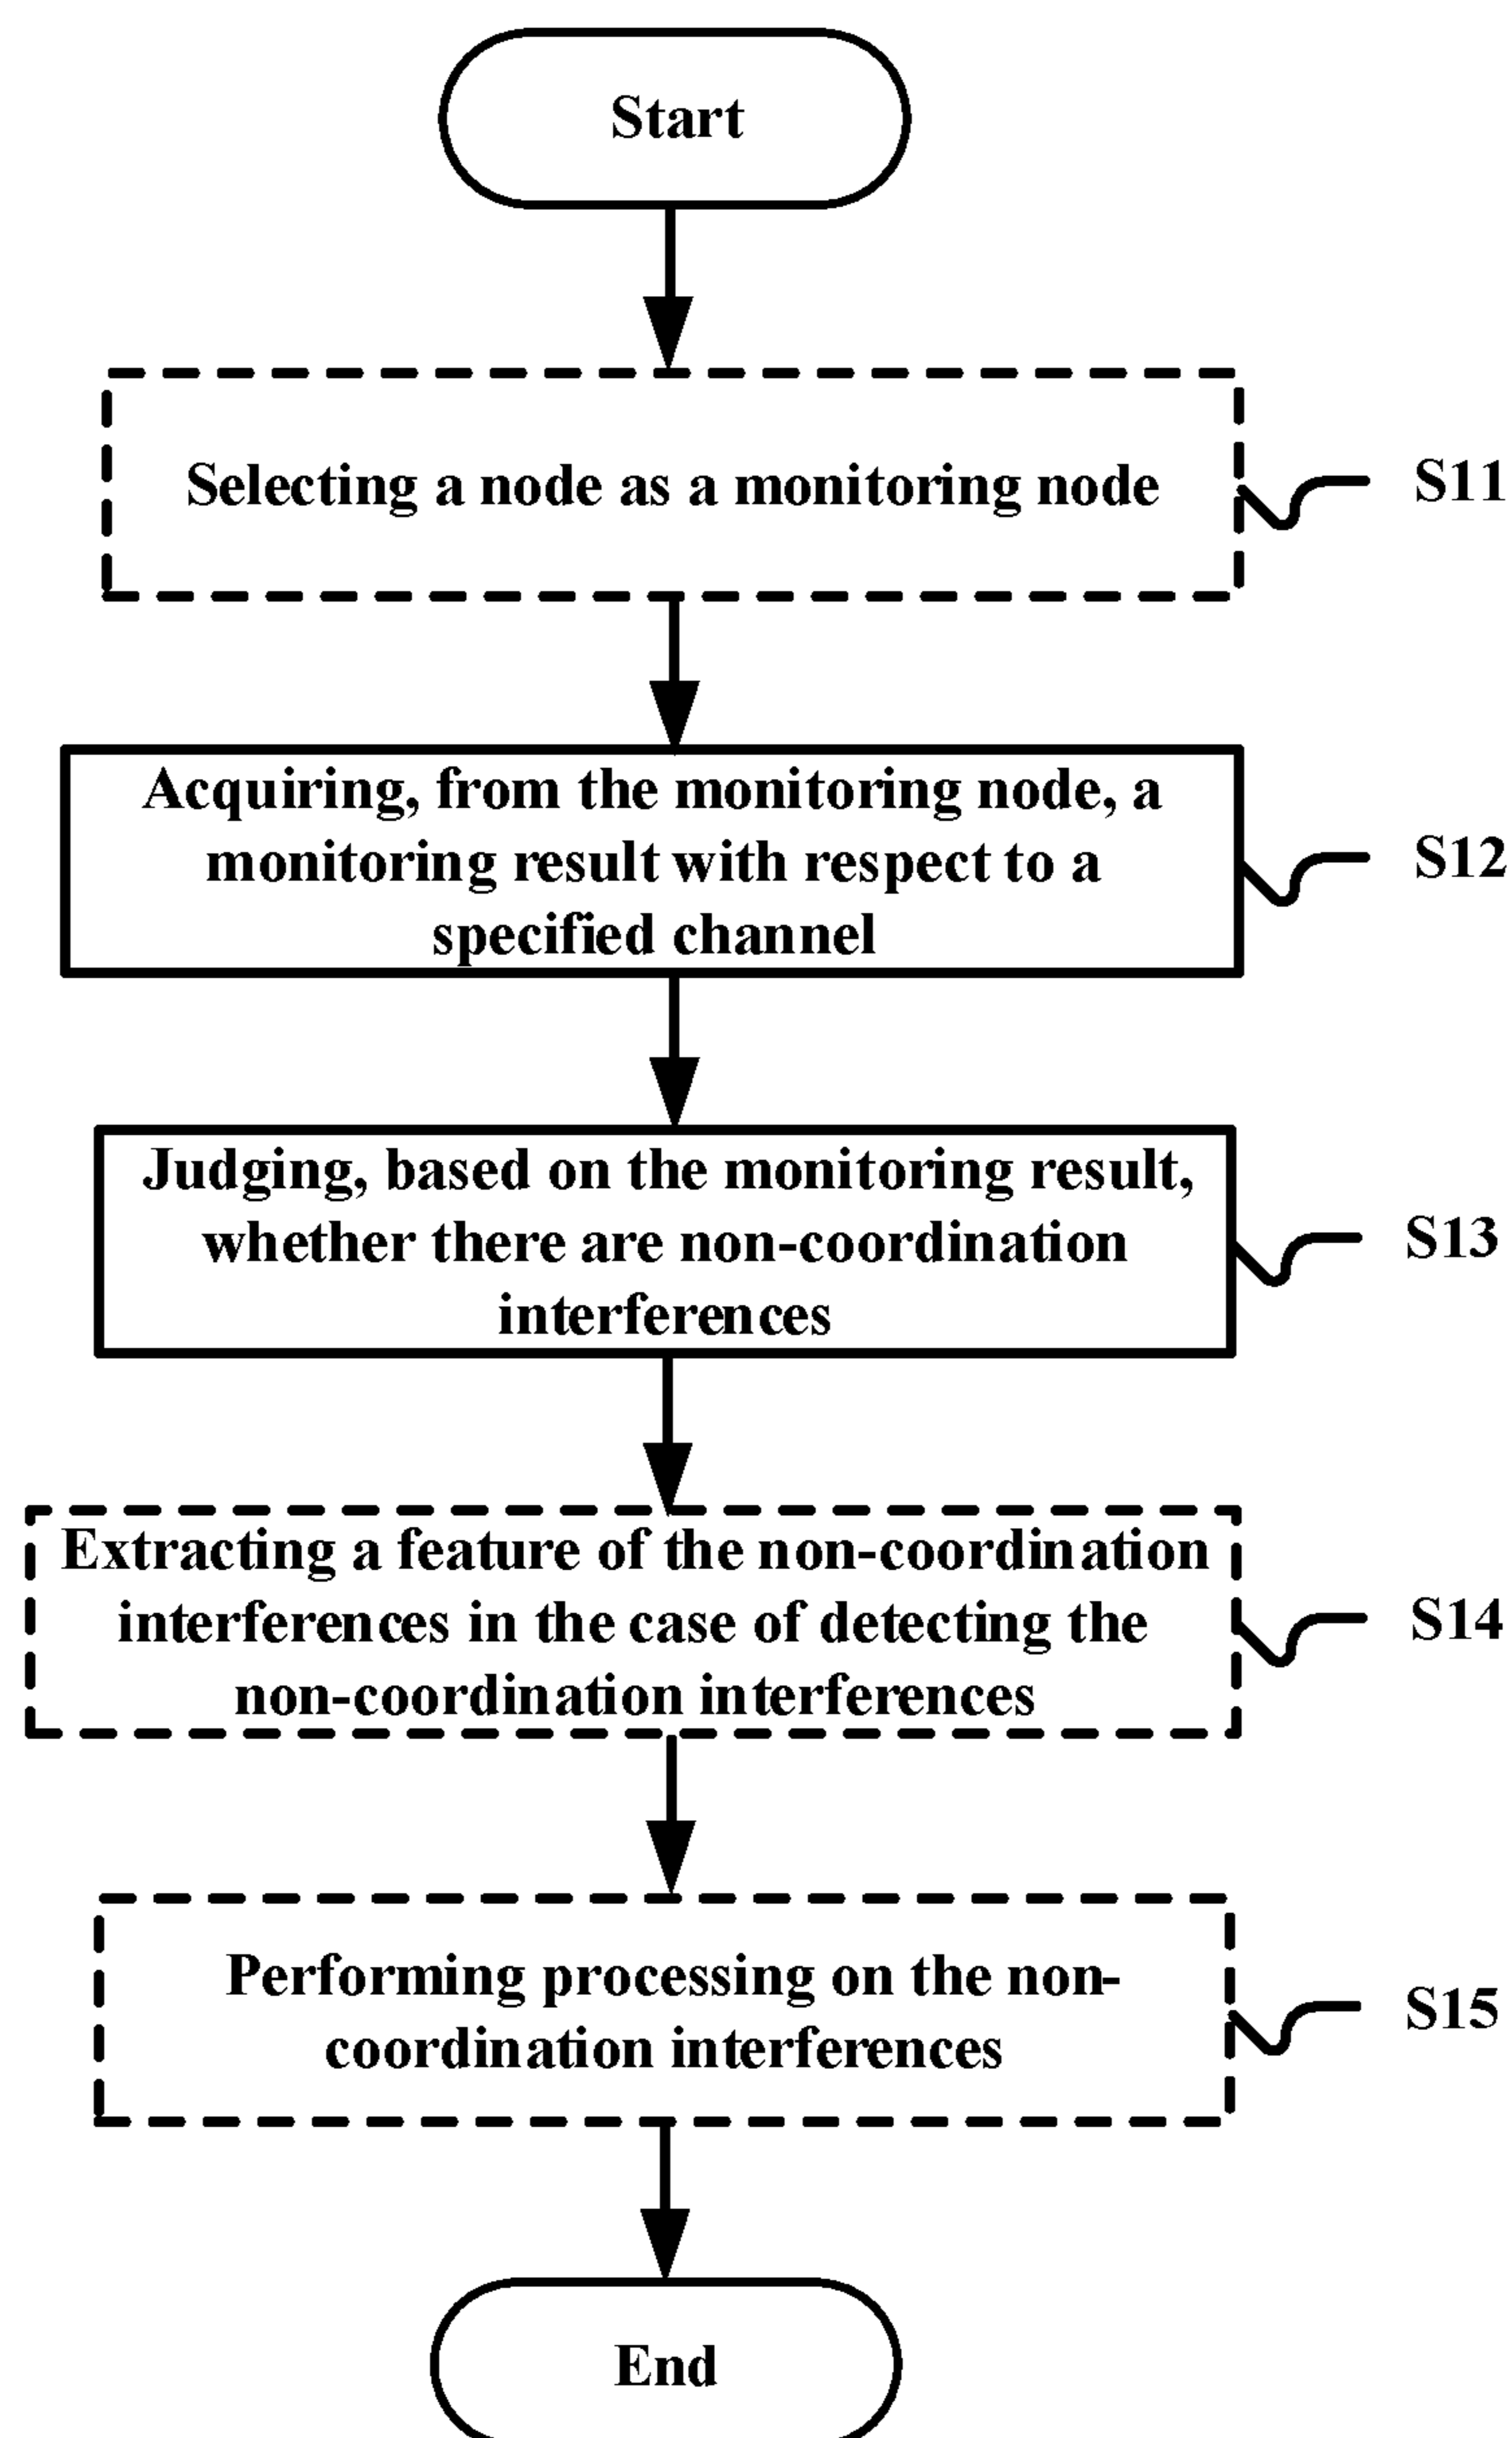 Start
Selecting a node as a monitoring node
S11
Acquiring, from the monitoring node, a
monitoring result with respect to a
specified channel
S12
Judging, based on the monitoring result,
whether there are non-coordination
interferences
S13
Extracting a feature of the non-coordination
interferences in the case of detecting the
non-coordination interferences
S14
Performing processing on the non-
coordination interferences
S15
End